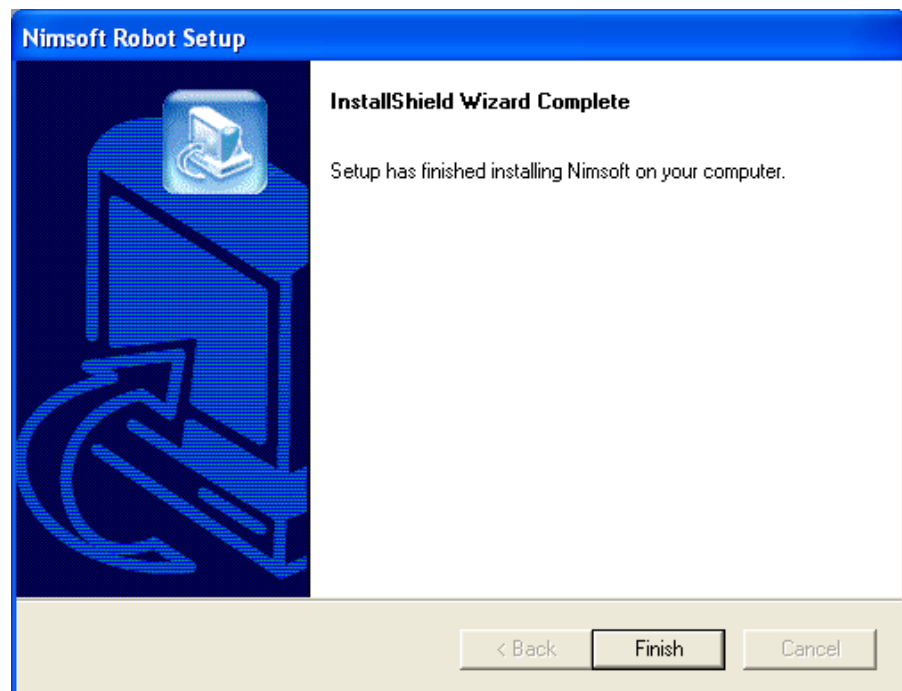 Nimsoft Robot Setup
InstallShield Wizard Complete
Setup has finished installing Nimsoft on your computer.
< Back
Finish
Cancel